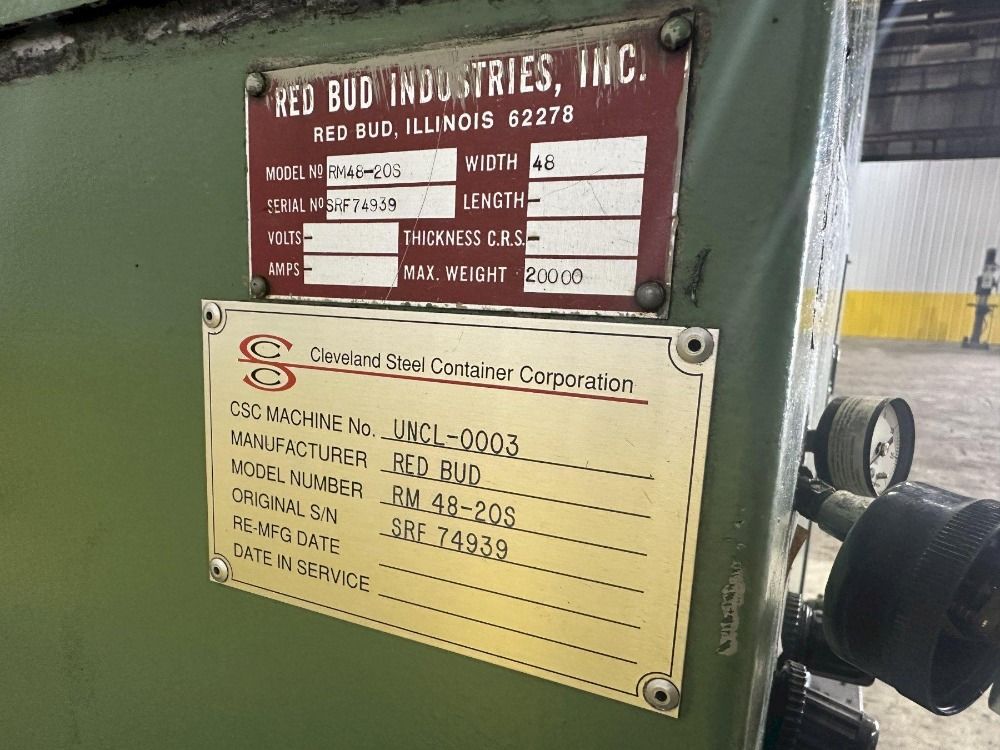 RED BUD INDUSTRIES, INC.
RED BUD, ILLINOIS 62278
MODEL Nº RM48-20S WIDTH 48
SERIAL Nº SRF74939 LENGTH -
VOLTS - THICKNESS C.R.S. -
AMPS - MAX. WEIGHT 20000
CSC Cleveland Steel Container Corporation
CSC MACHINE No. UNCL-0003
MANUFACTURER RED BUD
MODEL NUMBER RM 48-20S
ORIGINAL S/N SRF 74939
RE-MFG DATE
DATE IN SERVICE